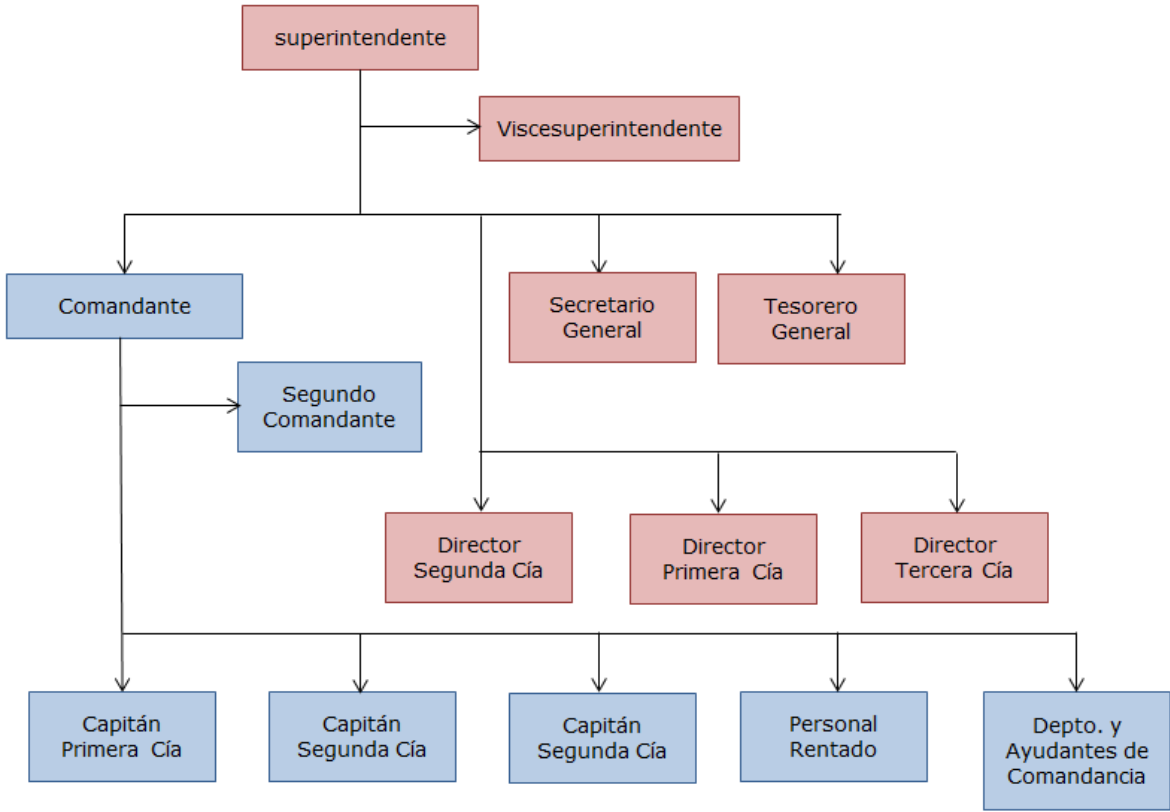 superintendente
Viscesuperintendente
Comandante
Secretario
General
Tesorero
General
Segundo
Comandante
Director
Segunda Cía
Director
Primera Cía
Director
Tercera Cía
Capitán
Primera Cía
Capitán
Segunda Cía
Capitán
Segunda Cía
Personal
Rentado
Depto. y
Ayudantes de
Comandancia